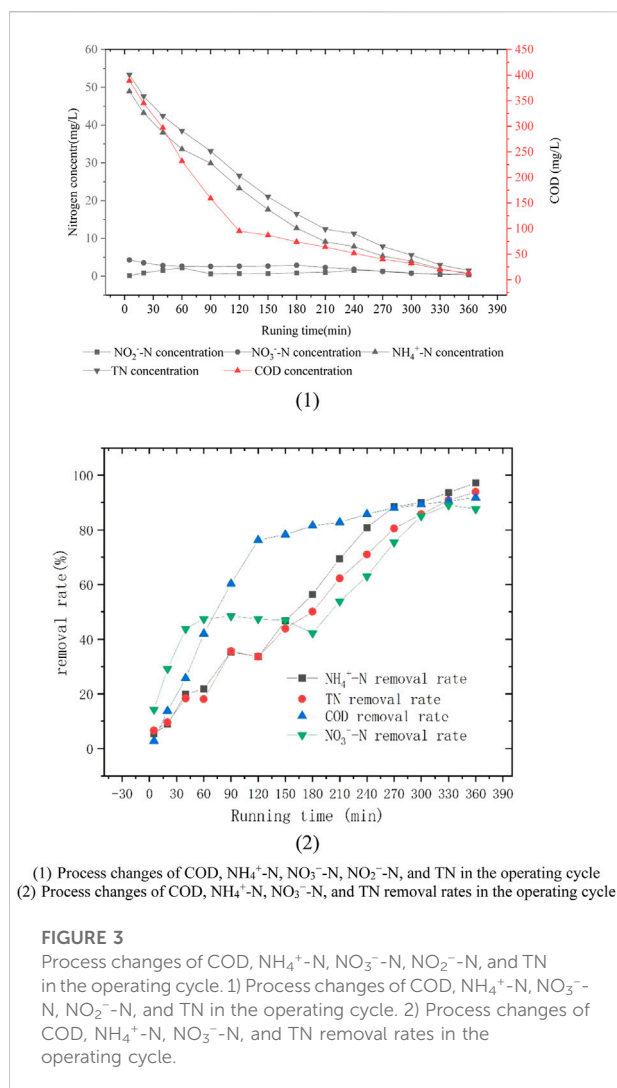 60
50
40
30
20
10
0
450
400
350
300
250
200
150
100
50
0
Nitrogen concentr(mg/L)
COD (mg/L)
0 30 60 90 120 150 180 210 240 270 300 330 360 390
Runing time(min)
NO₂⁻-N concentration NO₃⁻-N concentration NH₄⁺-N concentration
TN concentration COD concentration
(1)
100
80
60
40
20
0
removal rate(%)
NH₄⁺-N removal rate
TN removal rate
COD removal rate
NO₃⁻-N removal rate
-30 0 30 60 90 120 150 180 210 240 270 300 330 360 390
Running time (min)
(2)
(1) Process changes of COD, NH₄⁺-N, NO₃⁻-N, NO₂⁻-N, and TN in the operating cycle
(2) Process changes of COD, NH₄⁺-N, NO₃⁻-N, and TN removal rates in the operating cycle
FIGURE 3
Process changes of COD, NH₄⁺-N, NO₃⁻-N, NO₂⁻-N, and TN
in the operating cycle. 1) Process changes of COD, NH₄⁺-N, NO₃⁻-
N, NO₂⁻-N, and TN in the operating cycle. 2) Process changes of
COD, NH₄⁺-N, NO₃⁻-N, and TN removal rates in the
operating cycle.